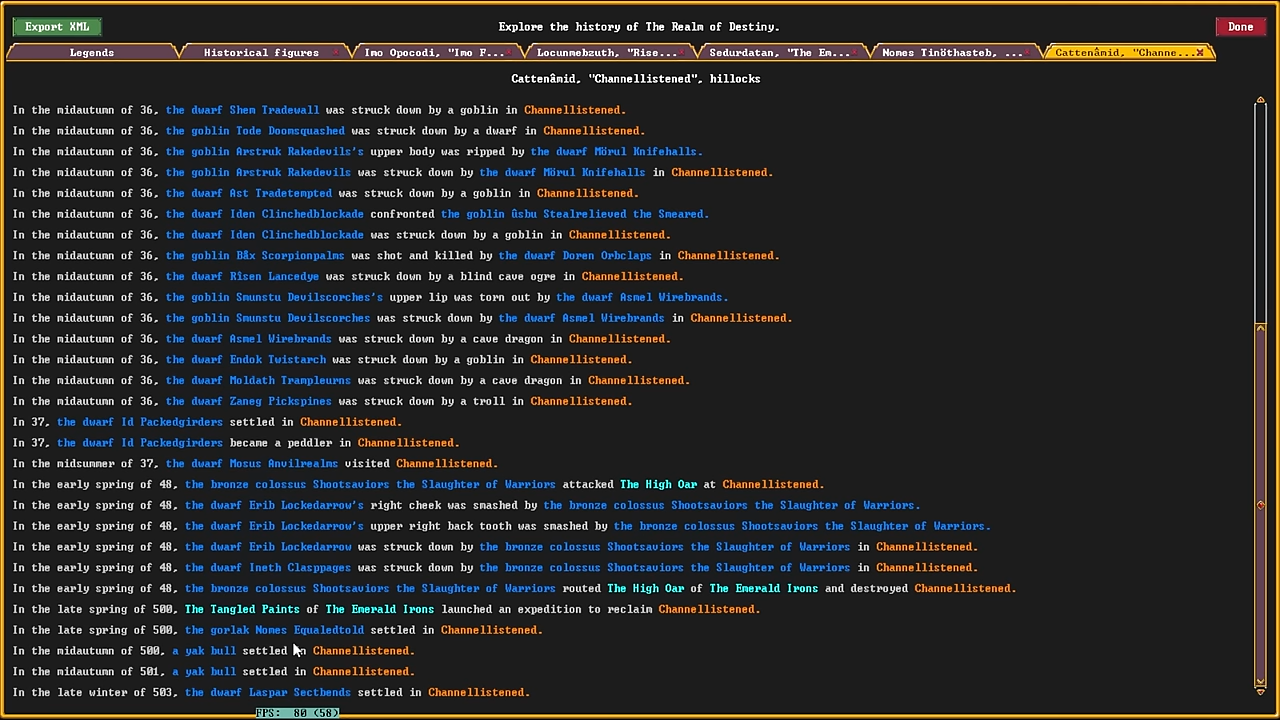 Export XML
Explore the history of The Realm of Destiny.
Done
Legends
Historical figures
Imo Opocodi, "Imo F...
Locunmebzuth, "Rise...
Sedurdatan, "The Em...
Nomes Tinöthasteb, ...
Cattenâmid, "Channe...
Cattenâmid, "Channellistened", hillocks
In the midautumn of 36, the dwarf Shem Tradewall was struck down by a goblin in Channellistened.
In the midautumn of 36, the goblin Tode Doomsquashed was struck down by a dwarf in Channellistened.
In the midautumn of 36, the goblin Arstruk Rakedevils's upper body was ripped by the dwarf Mörul Knifehalls.
In the midautumn of 36, the goblin Arstruk Rakedevils was struck down by the dwarf Mörul Knifehalls in Channellistened.
In the midautumn of 36, the dwarf Ast Tradetempted was struck down by a goblin in Channellistened.
In the midautumn of 36, the dwarf Iden Clinchedblockade confronted the goblin ûsbu Stealrelieved the Smeared.
In the midautumn of 36, the dwarf Iden Clinchedblockade was struck down by a goblin in Channellistened.
In the midautumn of 36, the goblin Båx Scorpionpalms was shot and killed by the dwarf Doren Orbclaps in Channellistened.
In the midautumn of 36, the dwarf Rîsen Lancedye was struck down by a blind cave ogre in Channellistened.
In the midautumn of 36, the goblin Smunstu Devilscorches's upper lip was torn out by the dwarf Asmel Wirebrands.
In the midautumn of 36, the goblin Smunstu Devilscorches was struck down by the dwarf Asmel Wirebrands in Channellistened.
In the midautumn of 36, the dwarf Asmel Wirebrands was struck down by a cave dragon in Channellistened.
In the midautumn of 36, the dwarf Endok Twistarch was struck down by a goblin in Channellistened.
In the midautumn of 36, the dwarf Moldath Trampleurns was struck down by a cave dragon in Channellistened.
In the midautumn of 36, the dwarf Zaneg Pickspines was struck down by a troll in Channellistened.
In 37, the dwarf Id Packedgirders settled in Channellistened.
In 37, the dwarf Id Packedgirders became a peddler in Channellistened.
In the midsummer of 37, the dwarf Mosus Anvilrealms visited Channellistened.
In the early spring of 48, the bronze colossus Shootsaviors the Slaughter of Warriors attacked The High Oar at Channellistened.
In the early spring of 48, the dwarf Erib Lockedarrow's right cheek was smashed by the bronze colossus Shootsaviors the Slaughter of Warriors.
In the early spring of 48, the dwarf Erib Lockedarrow's upper right back tooth was smashed by the bronze colossus Shootsaviors the Slaughter of Warriors.
In the early spring of 48, the dwarf Erib Lockedarrow was struck down by the bronze colossus Shootsaviors the Slaughter of Warriors in Channellistened.
In the early spring of 48, the dwarf Ineth Clasppages was struck down by the bronze colossus Shootsaviors the Slaughter of Warriors in Channellistened.
In the early spring of 48, the bronze colossus Shootsaviors the Slaughter of Warriors routed The High Oar of The Emerald Irons and destroyed Channellistened.
In the late spring of 500, The Tangled Paints of The Emerald Irons launched an expedition to reclaim Channellistened.
In the late spring of 500, the gorlak Nomes Equaledtold settled in Channellistened.
In the midautumn of 500, a yak bull settled in Channellistened.
In the midautumn of 501, a yak bull settled in Channellistened.
In the late winter of 503, the dwarf Laspar Sectbends settled in Channellistened.
FPS: 80 (58)